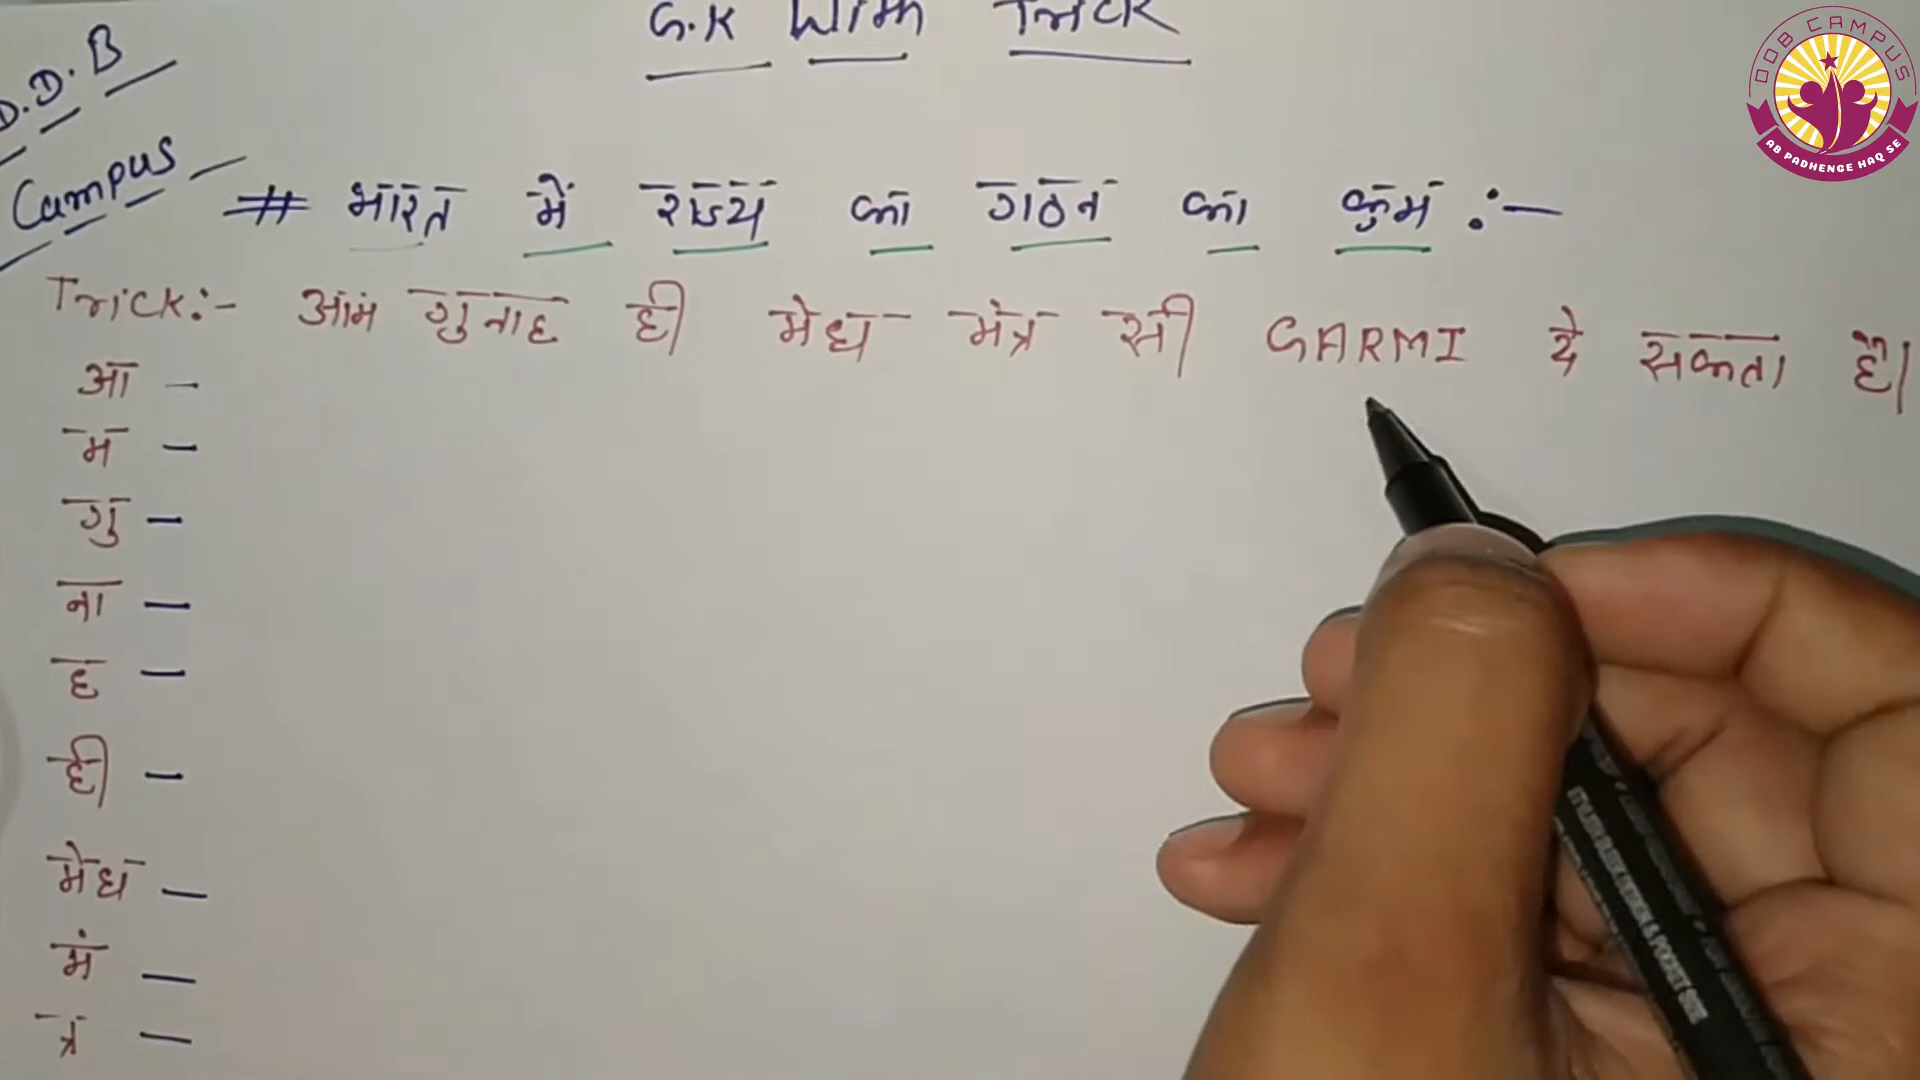 G.K With Trick
D.D.B
Campus
DDB CAMPUS
AB PADHENGE HAQ SE
# भारत में राज्य का गठन का क्रम :-
Trick:- आम गुनाह ही मेघ मंत्र सी GARMI दे सकता है।
आ -
म -
गु -
ना -
ह -
ही -
मेघ -
मं -
त्र -